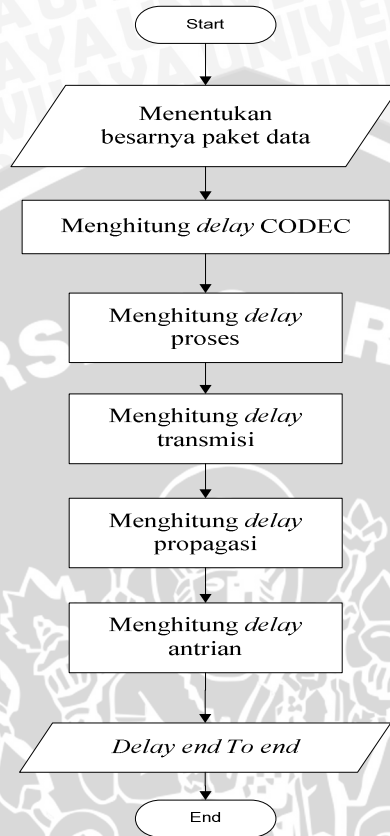 Start
Menentukan
besarnya paket data
Menghitung delay CODEC
Menghitung delay
proses
Menghitung delay
transmisi
Menghitung delay
propagasi
Menghitung delay
antrian
Delay end To end
End